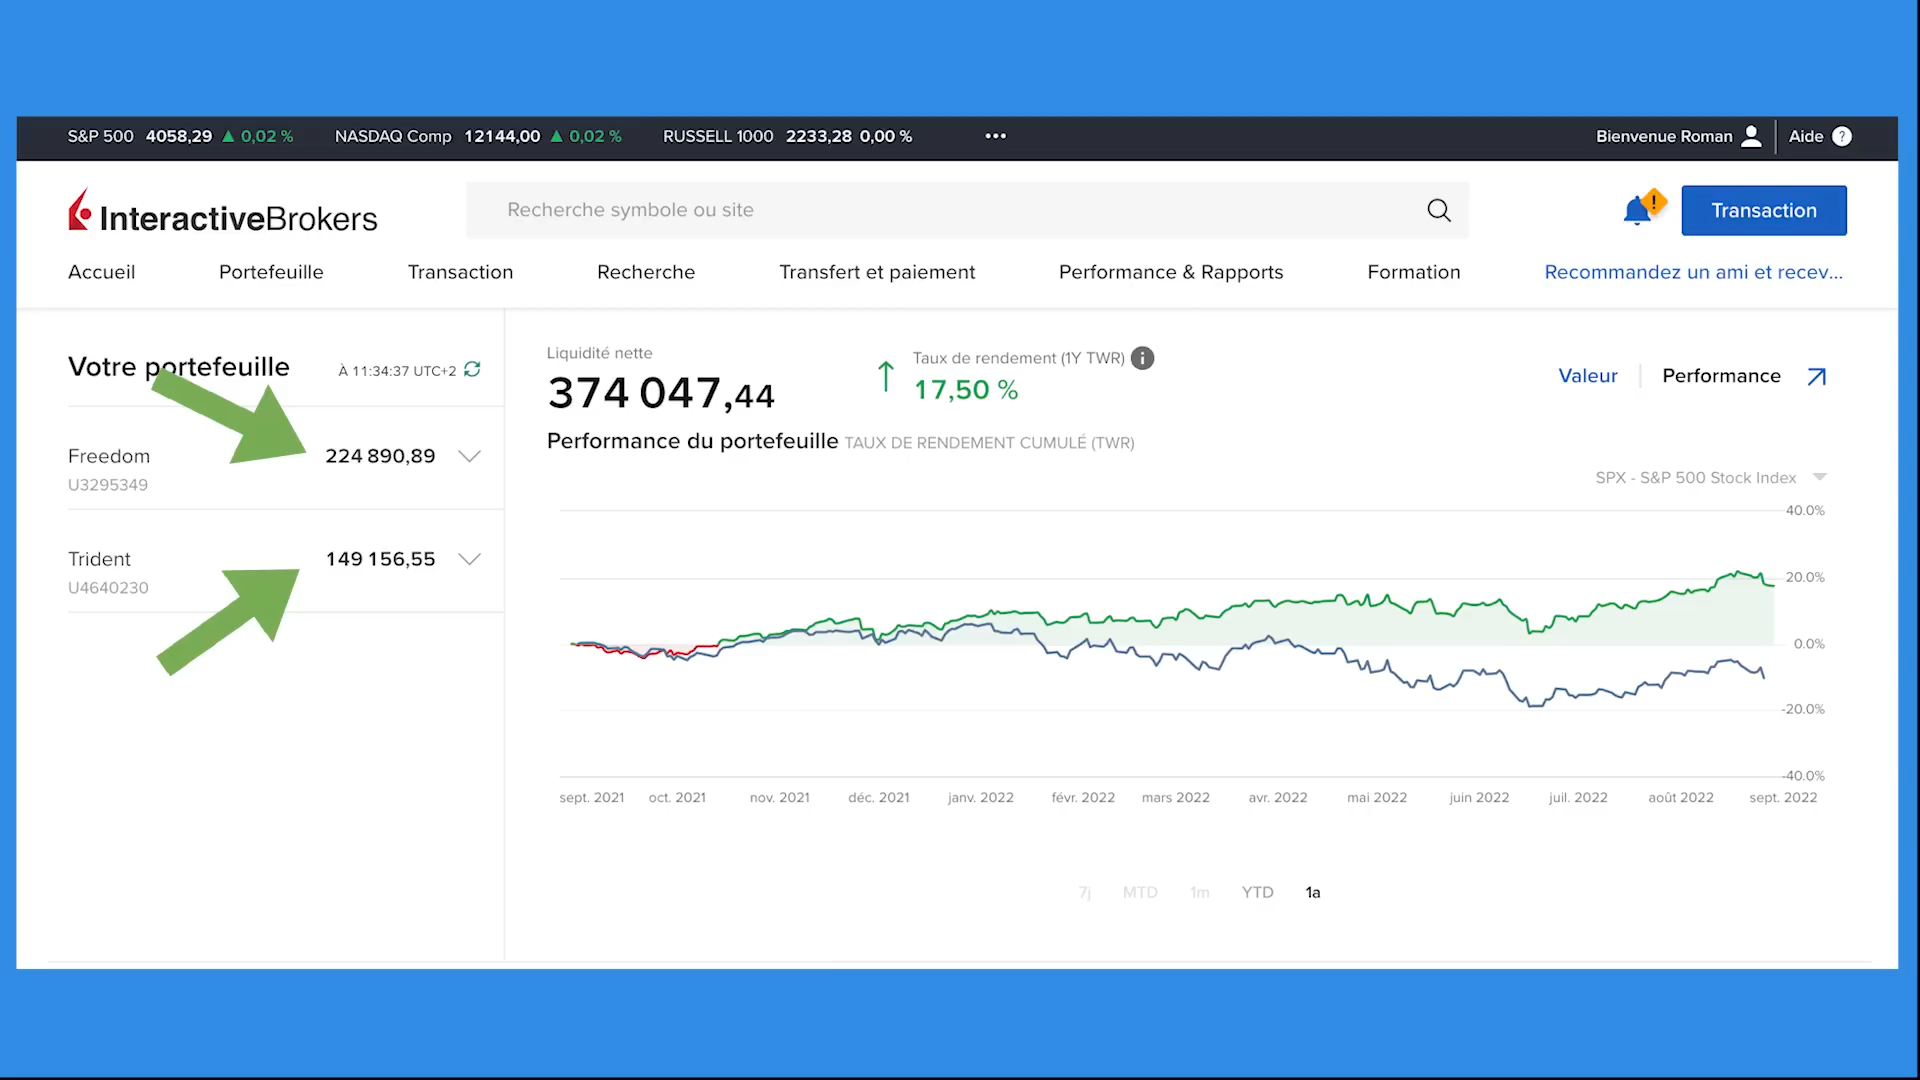 S&P 500 4058,29 ▲ 0,02 % NASDAQ Comp 12144,00 ▲ 0,02 % RUSSELL 1000 2233,28 0,00 % ••• Bienvenue Roman Aide ?
InteractiveBrokers Recherche symbole ou site ! Transaction
Accueil Portefeuille Transaction Recherche Transfert et paiement Performance & Rapports Formation Recommandez un ami et recev...
Votre portefeuille À 11:34:37 UTC+2
Freedom 224 890,89
U3295349
Trident 149 156,55
U4640230
Liquidité nette
374 047,44
Taux de rendement (1Y TWR) i
17,50 %
Valeur Performance
Performance du portefeuille TAUX DE RENDEMENT CUMULÉ (TWR)
SPX - S&P 500 Stock Index
40.0%
20.0%
0.0%
-20.0%
-40.0%
sept. 2021 oct. 2021 nov. 2021 déc. 2021 janv. 2022 févr. 2022 mars 2022 avr. 2022 mai 2022 juin 2022 juil. 2022 août 2022 sept. 2022
7j MTD 1m YTD 1a